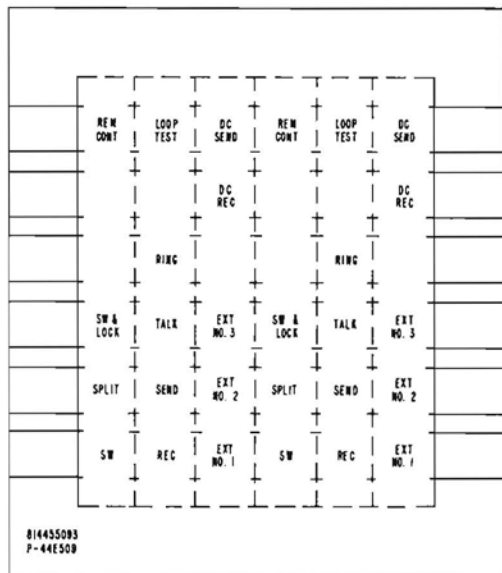 REM CONT LOOP TEST DC SEND REM CONT LOOP TEST DC SEND
DC REC DC REC
RING RING
SW & LOCK TALK EXT NO. 3 SW & LOCK TALK EXT NO. 3
SPLIT SEND EXT NO. 2 SPLIT SEND EXT NO. 2
SW REC EXT NO. 1 SW REC EXT NO. 1
814455093
P-44E509